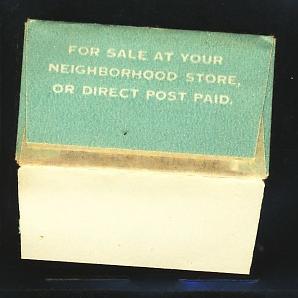 FOR SALE AT YOUR
NEIGHBORHOOD STORE,
OR DIRECT POST PAID.